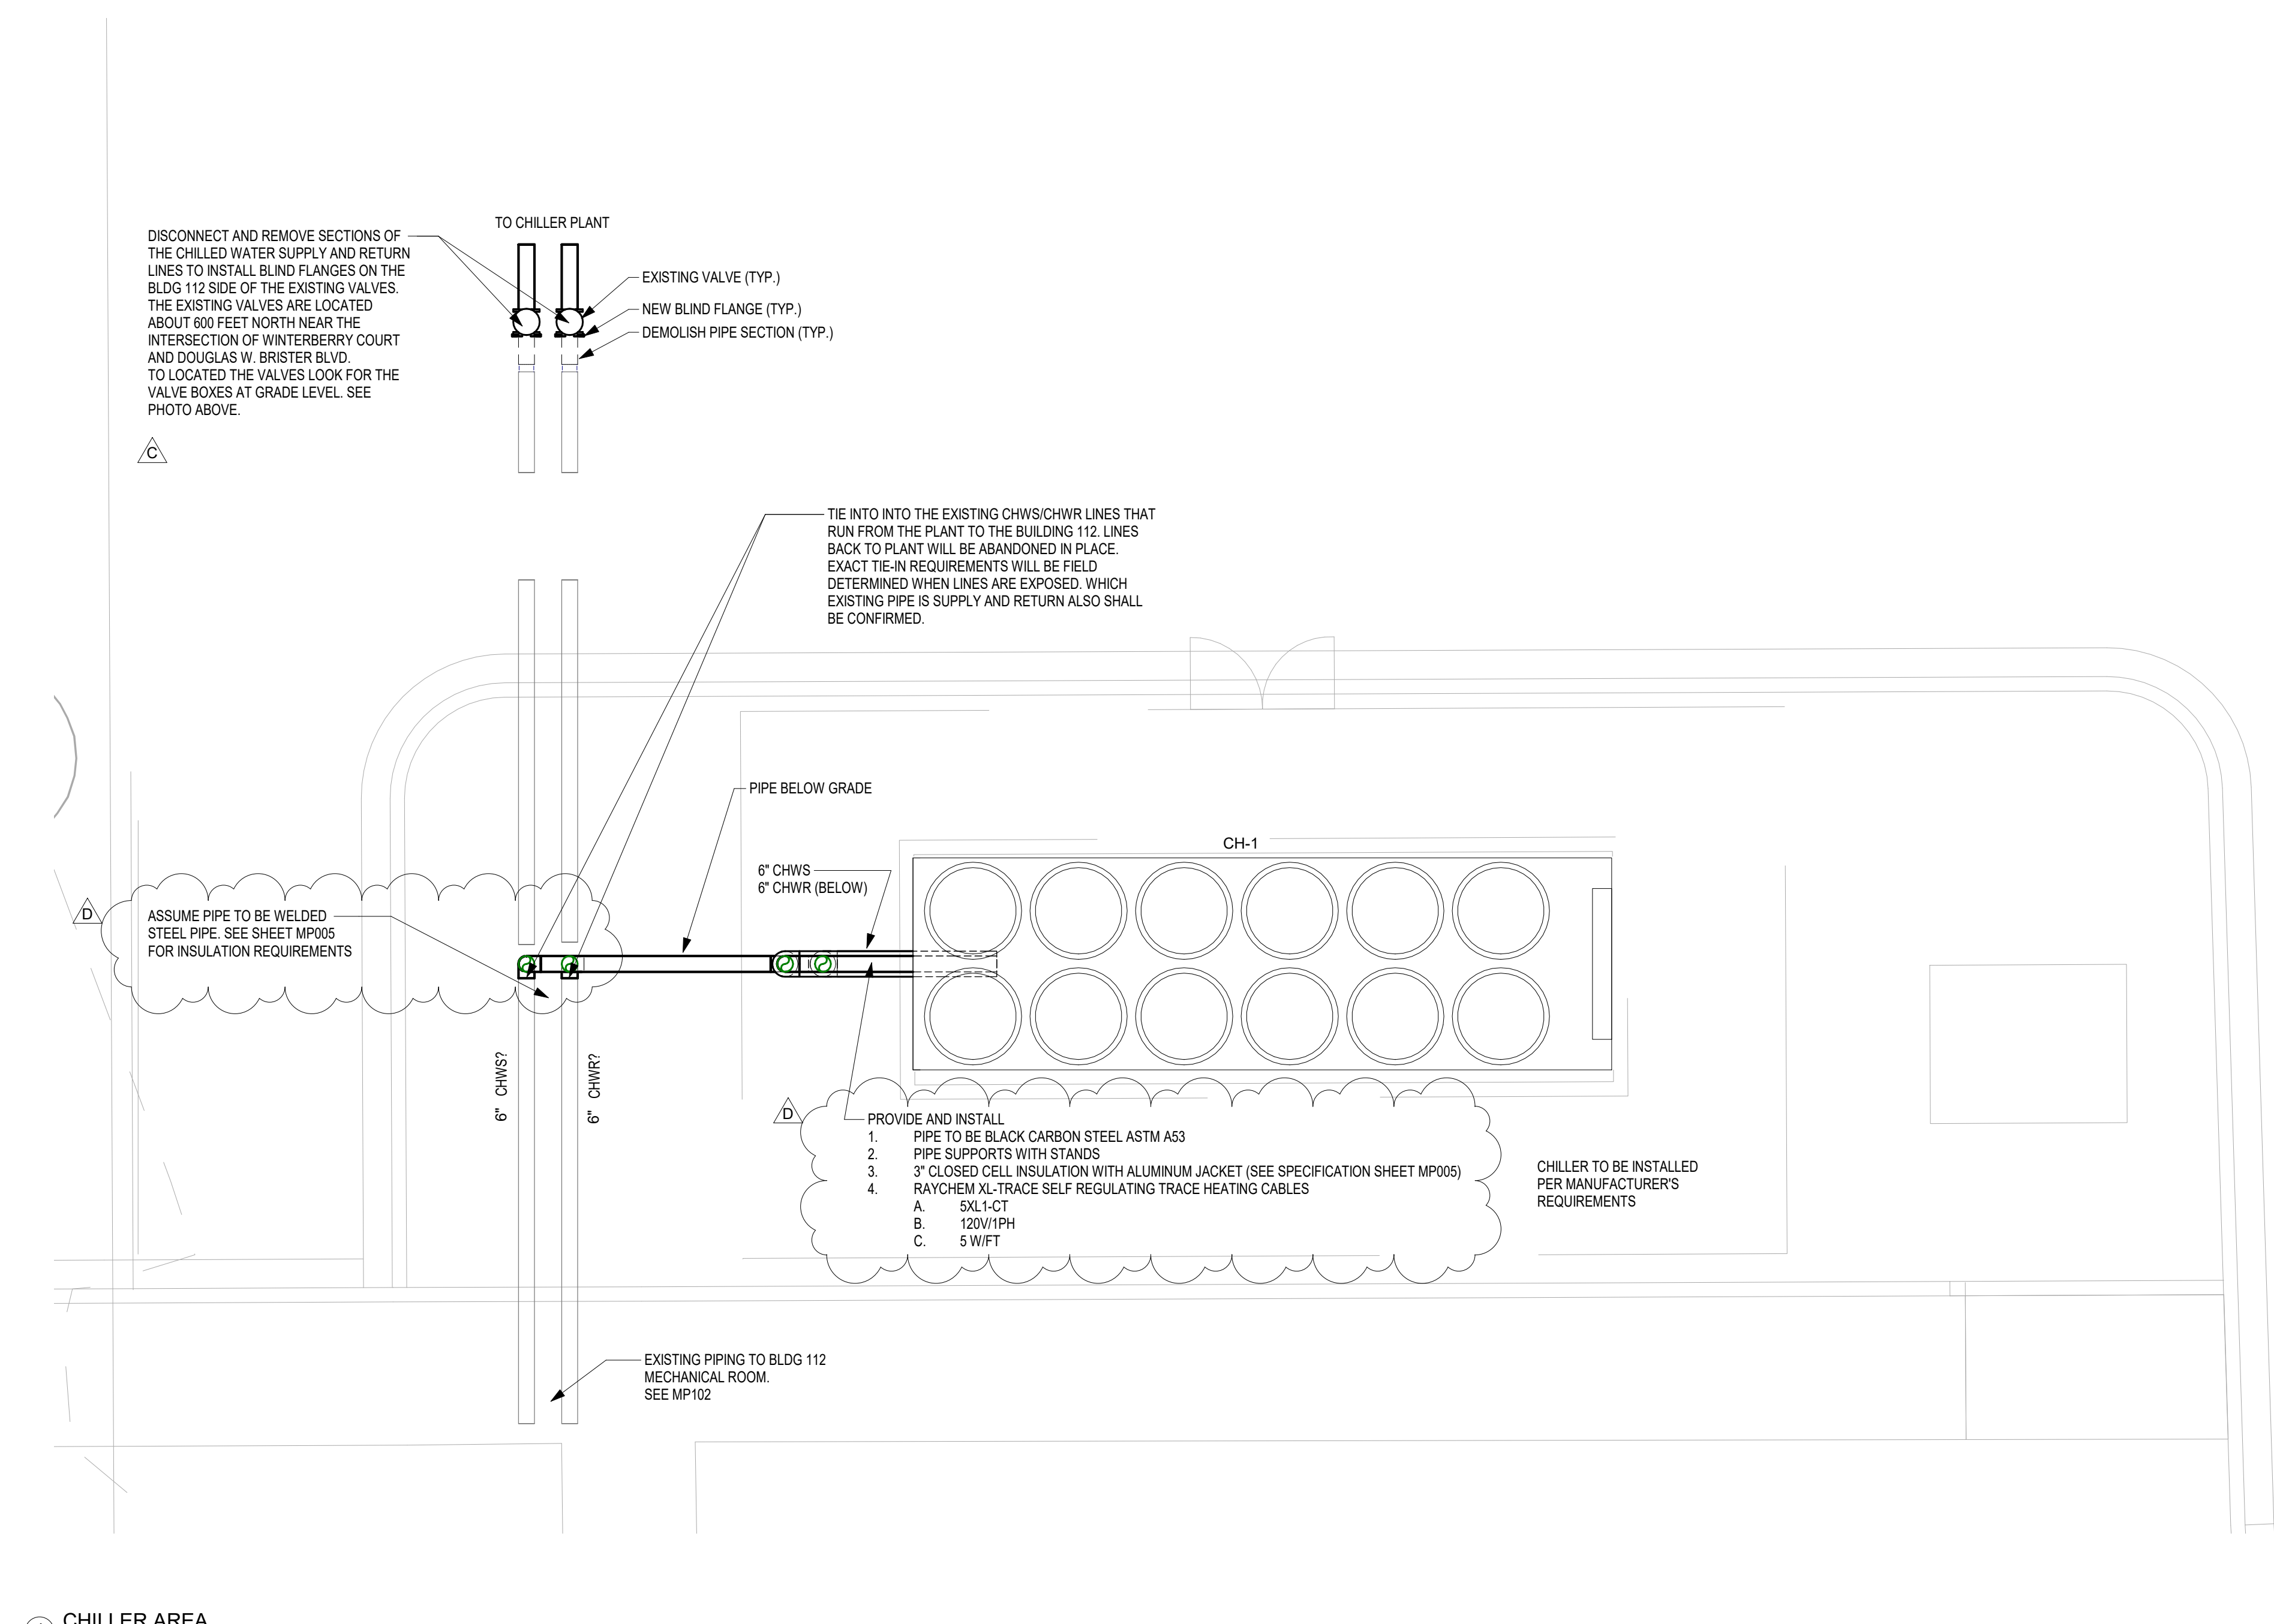 TO CHILLER PLANT
DISCONNECT AND REMOVE SECTIONS OF
THE CHILLED WATER SUPPLY AND RETURN
LINES TO INSTALL BLIND FLANGES ON THE
BLDG 112 SIDE OF THE EXISTING VALVES.
THE EXISTING VALVES ARE LOCATED
ABOUT 600 FEET NORTH NEAR THE
INTERSECTION OF WINTERBERRY COURT
AND DOUGLAS W. BRISTER BLVD.
TO LOCATED THE VALVES LOOK FOR THE
VALVE BOXES AT GRADE LEVEL. SEE
PHOTO ABOVE.
C
EXISTING VALVE (TYP.)
NEW BLIND FLANGE (TYP.)
DEMOLISH PIPE SECTION (TYP.)
TIE INTO INTO THE EXISTING CHWS/CHWR LINES THAT
RUN FROM THE PLANT TO THE BUILDING 112. LINES
BACK TO PLANT WILL BE ABANDONED IN PLACE.
EXACT TIE-IN REQUIREMENTS WILL BE FIELD
DETERMINED WHEN LINES ARE EXPOSED. WHICH
EXISTING PIPE IS SUPPLY AND RETURN ALSO SHALL
BE CONFIRMED.
PIPE BELOW GRADE
CH-1
6" CHWS
6" CHWR (BELOW)
D
ASSUME PIPE TO BE WELDED
STEEL PIPE. SEE SHEET MP005
FOR INSULATION REQUIREMENTS
6" CHWS?
6" CHWR?
D
PROVIDE AND INSTALL
1. PIPE TO BE BLACK CARBON STEEL ASTM A53
2. PIPE SUPPORTS WITH STANDS
3. 3" CLOSED CELL INSULATION WITH ALUMINUM JACKET (SEE SPECIFICATION SHEET MP005)
4. RAYCHEM XL-TRACE SELF REGULATING TRACE HEATING CABLES
A. 5XL1-CT
B. 120V/1PH
C. 5 W/FT
CHILLER TO BE INSTALLED
PER MANUFACTURER'S
REQUIREMENTS
EXISTING PIPING TO BLDG 112
MECHANICAL ROOM.
SEE MP102
CHILLER AREA